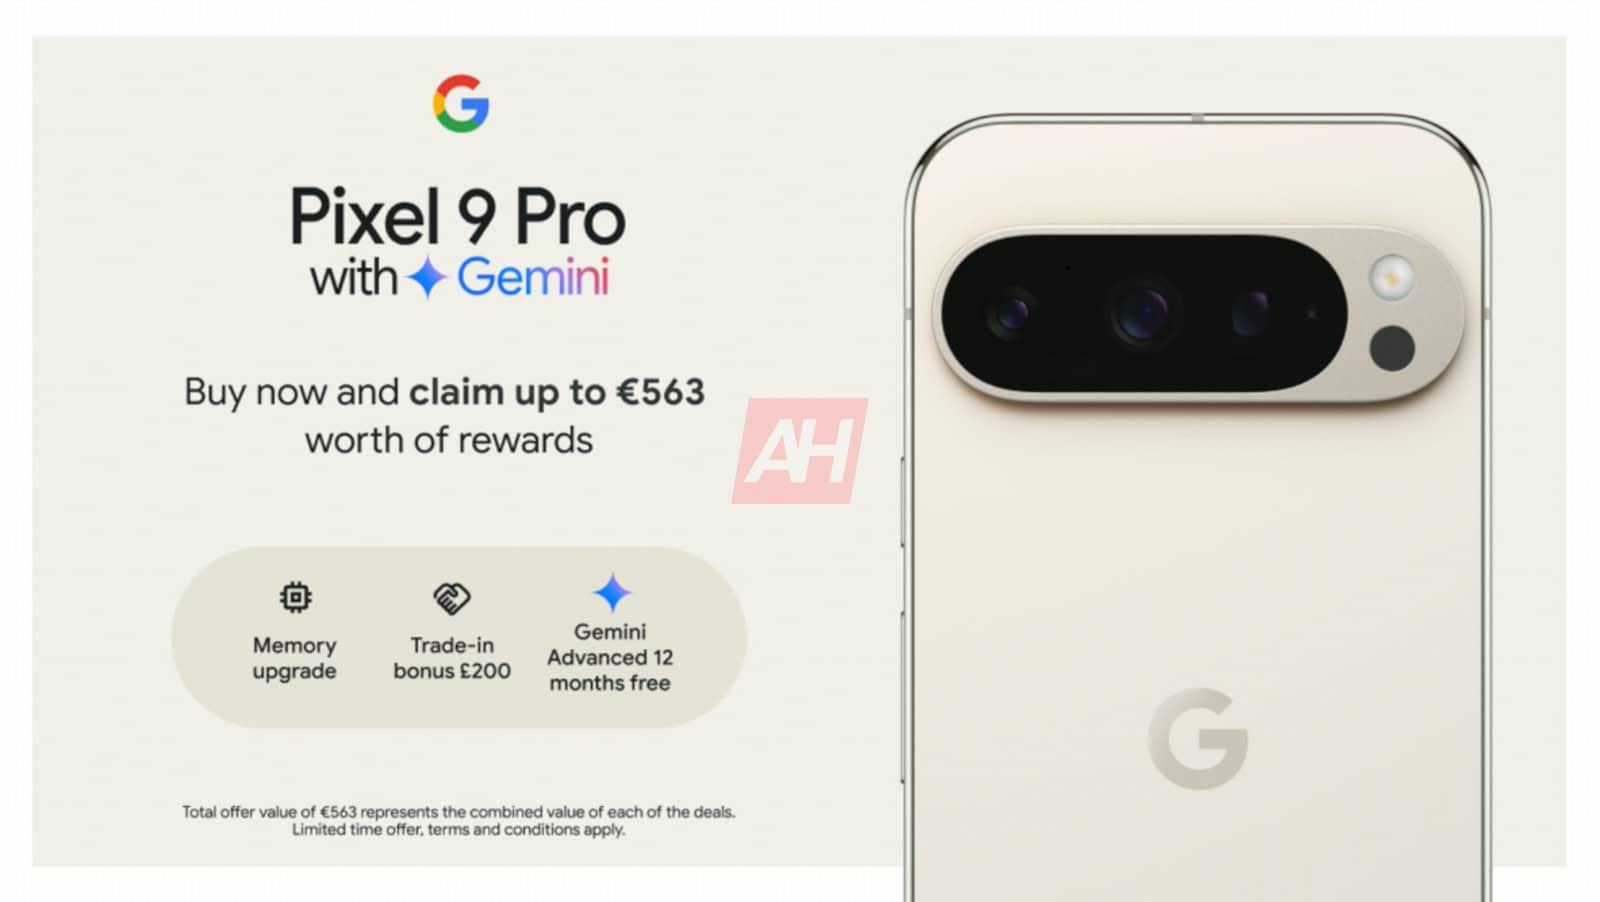 Pixel 9 Pro
with Gemini
Buy now and claim up to €563
worth of rewards
AH
Memory
upgrade
Trade-in
bonus £200
Gemini
Advanced 12
months free
Total offer value of €563 represents the combined value of each of the deals.
Limited time offer, terms and conditions apply.